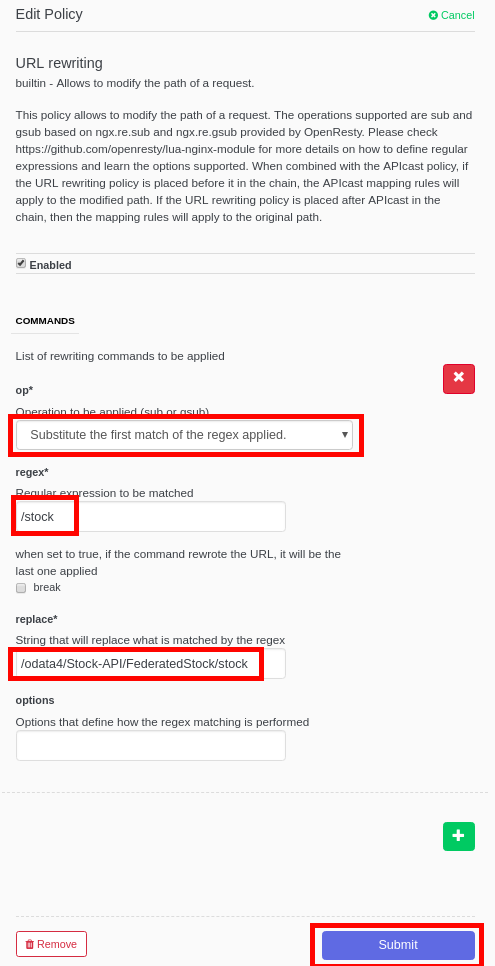 Edit Policy
Cancel
URL rewriting
builtin - Allows to modify the path of a request.
This policy allows to modify the path of a request. The operations supported are sub and
gsub based on ngx.re.sub and ngx.re.gsub provided by OpenResty. Please check
https://github.com/openresty/lua-nginx-module for more details on how to define regular
expressions and learn the options supported. When combined with the APIcast policy, if
the URL rewriting policy is placed before it in the chain, the APIcast mapping rules will
apply to the modified path. If the URL rewriting policy is placed after APIcast in the
chain, then the mapping rules will apply to the original path.
Enabled
COMMANDS
List of rewriting commands to be applied
op*
Operation to be applied (sub or gsub)
Substitute the first match of the regex applied.
regex*
Regular expression to be matched
/stock
when set to true, if the command rewrote the URL, it will be the
last one applied
break
replace*
String that will replace what is matched by the regex
/odata4/Stock-API/FederatedStock/stock
options
Options that define how the regex matching is performed
Remove
Submit